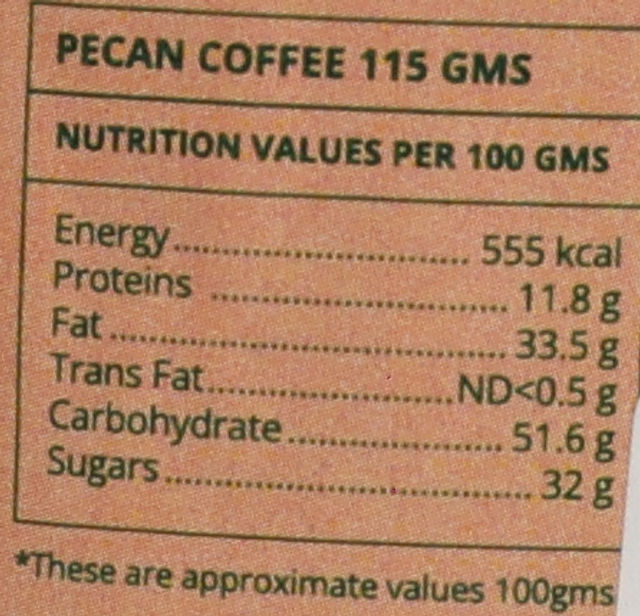 PECAN COFFEE 115 GMS
NUTRITION VALUES PER 100 GMS
Energy.............................. 555 kcal
Proteins .............................. 11.8 g
Fat .............................. 33.5 g
Trans Fat.............................. ND<0.5 g
Carbohydrate.............................. 51.6 g
Sugars.............................. 32 g
*These are approximate values 100gms